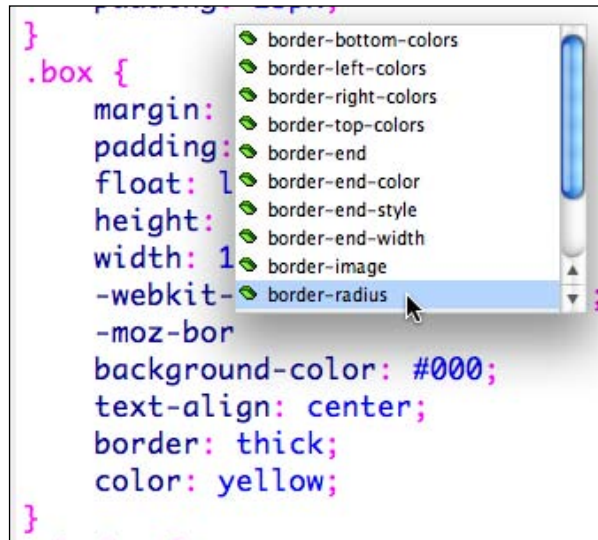 }
.box {
margin:
padding:
float: l
height:
width: 1
-webkit-
-moz-bor
background-color: #000;
text-align: center;
border: thick;
color: yellow;
}
border-bottom-colors
border-left-colors
border-right-colors
border-top-colors
border-end
border-end-color
border-end-style
border-end-width
border-image
border-radius
;